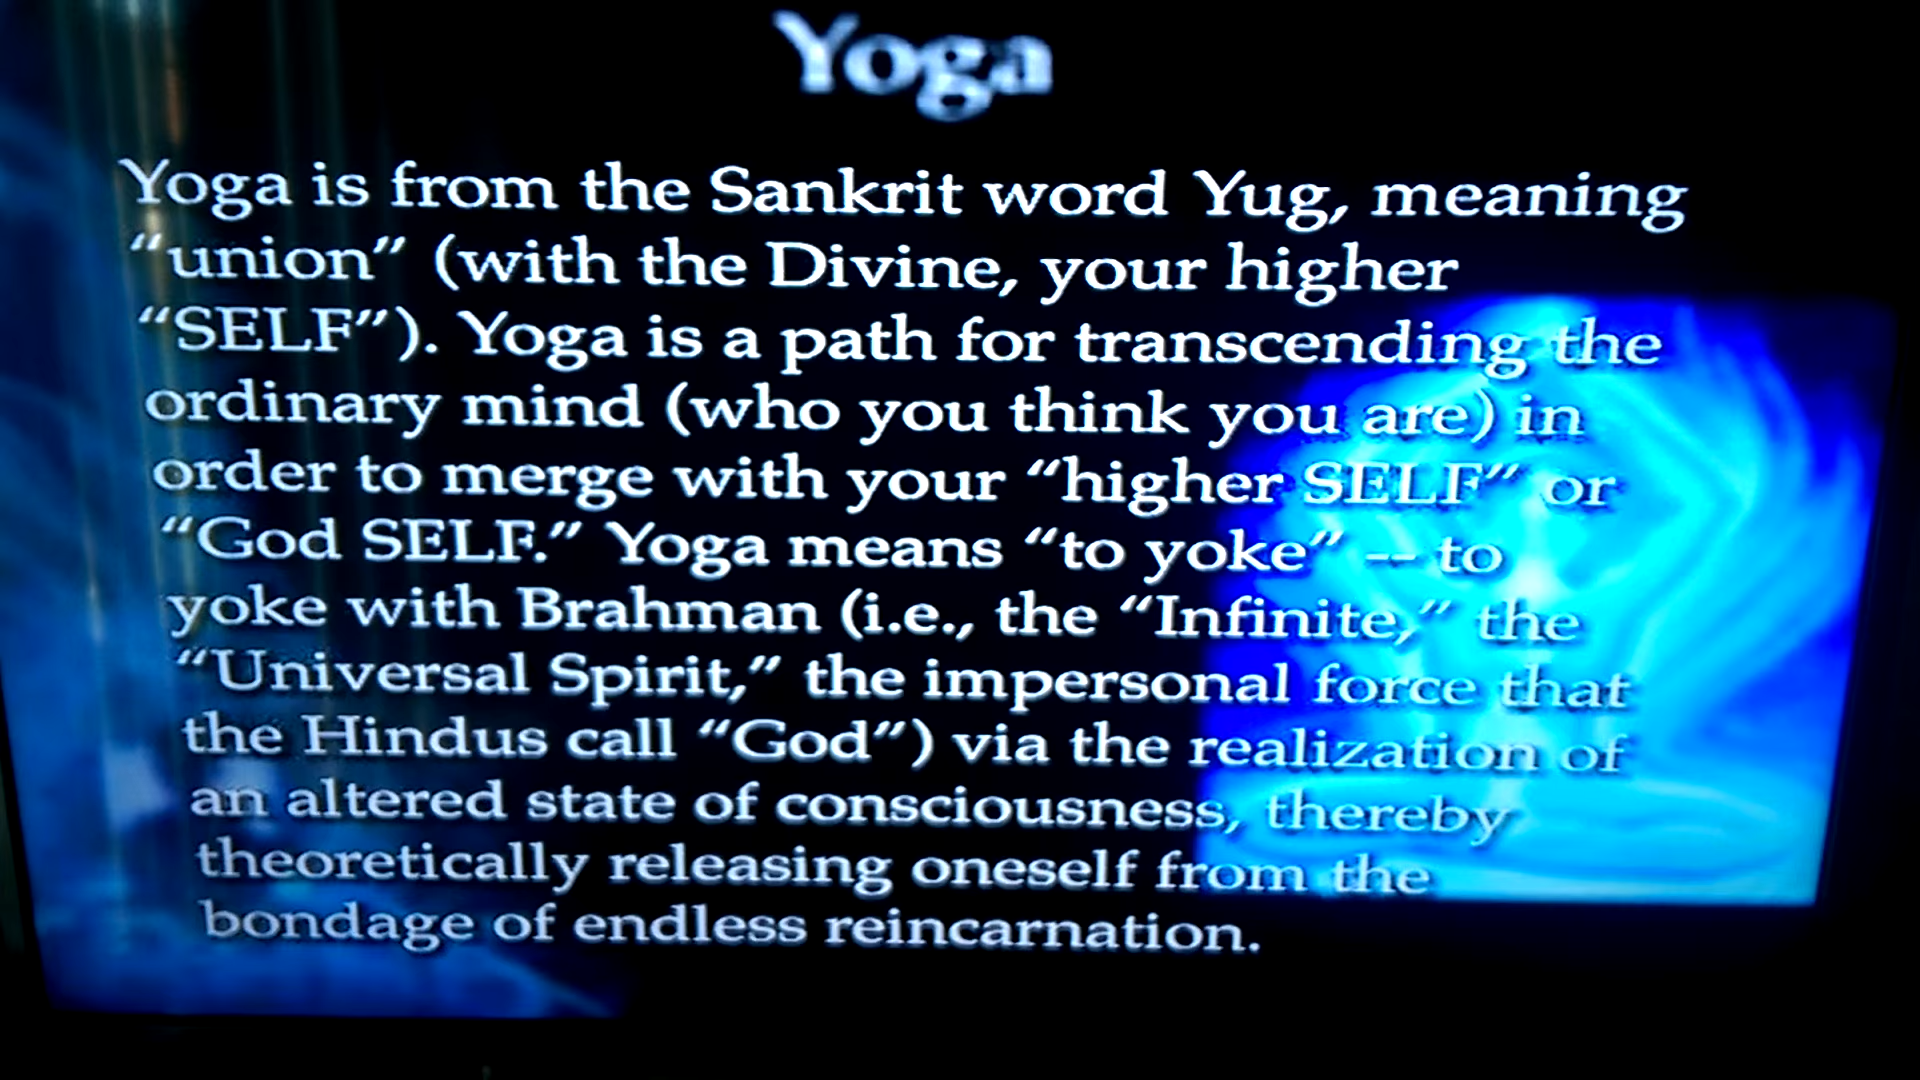 Yoga
Yoga is from the Sankrit word Yug, meaning
“union” (with the Divine, your higher
“SELF”). Yoga is a path for transcending the
ordinary mind (who you think you are) in
order to merge with your “higher SELF” or
“God SELF.” Yoga means “to yoke” -- to
yoke with Brahman (i.e., the “Infinite,” the
“Universal Spirit,” the impersonal force that
the Hindus call “God”) via the realization of
an altered state of consciousness, thereby
theoretically releasing oneself from the
bondage of endless reincarnation.